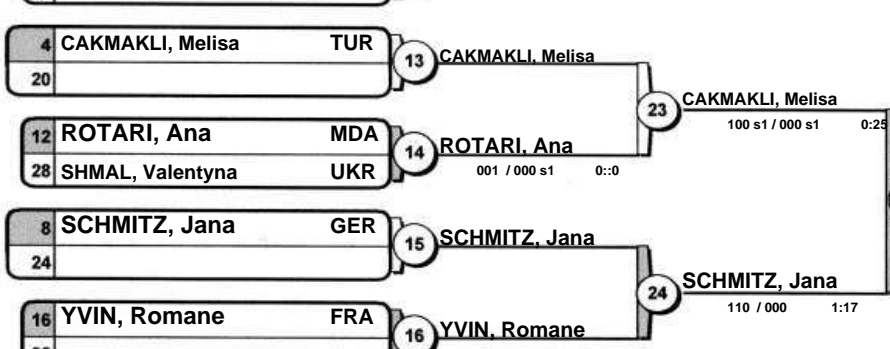 4 CAKMAKLI, Melisa TUR
20
13 CAKMAKLI, Melisa
12 ROTARI, Ana MDA
28 SHMAL, Valentyna UKR
14 ROTARI, Ana
001 / 000 s1 0::0
23 CAKMAKLI, Melisa
100 s1 / 000 s1 0:25
8 SCHMITZ, Jana GER
24
15 SCHMITZ, Jana
16 YVIN, Romane FRA
16 YVIN, Romane
24 SCHMITZ, Jana
110 / 000 1:17